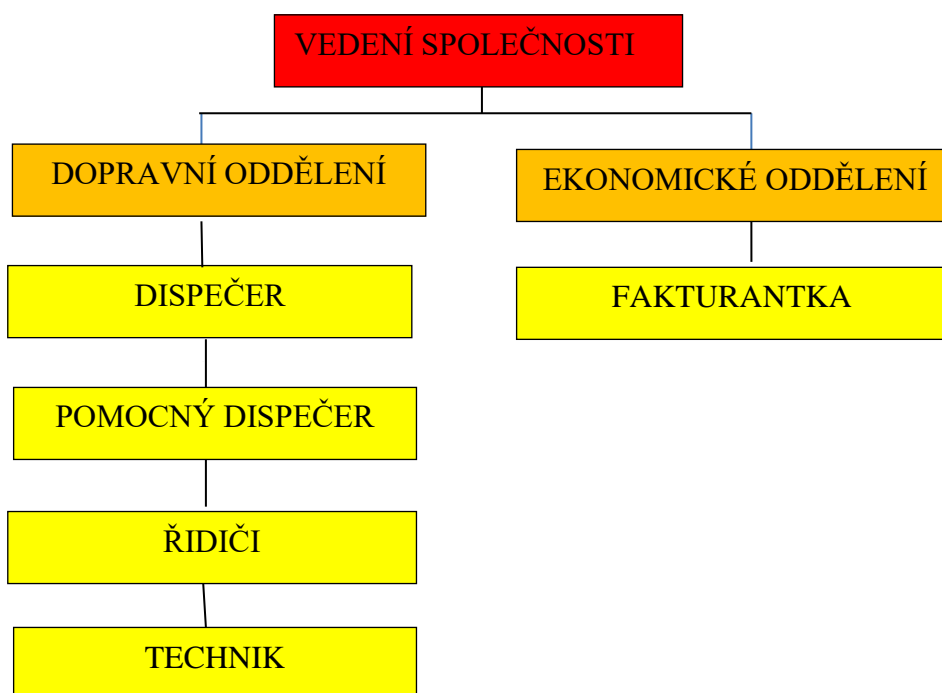 VEDENÍ SPOLEČNOSTI
DOPRAVNÍ ODDĚLENÍ
EKONOMICKÉ ODDĚLENÍ
DISPEČER
FAKTURANTKA
POMOCNÝ DISPEČER
ŘIDIČI
TECHNIK